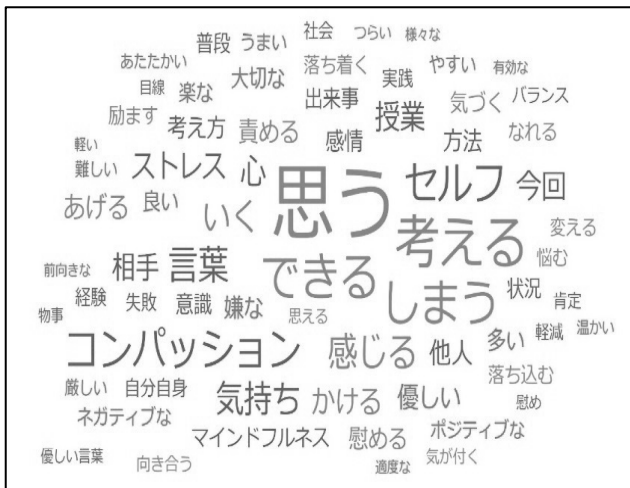 社会 つらい 様々な
普段 うまい
あたたかい 落ち着く やすい 有効な
目線 楽な 大切な 実践
励ます 出来事 授業 気づく バランス
考え方 責める 感情 方法 なれる
軽い
難しい ストレス 心 思う セルフ 今回
あげる 良い いく 考える 変える
悩む
前向きな 相手 言葉 できる しまう 状況 肯定
物事 経験 失敗 意識 嫌な 思える
コンパッション 感じる 他人 多い 軽減 温かい
落ち込む
厳しい 自分自身 気持ち かける 優しい 慰め
ネガティブな
マインドフルネス 慰める ポジティブな
優しい言葉 向き合う 適度な 気が付く